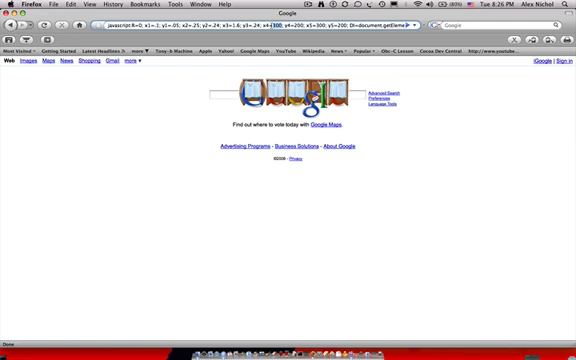 Firefox File Edit View History Bookmarks Tools Window Help (80%) Tue 8:26 PM Alex Nichol
Google
javascript:R=0; x1=.1; y1=.05; x2=.25; y2=.24; x3=1.6; y3=.24; x4=300; y4=200; x5=300; y5=200; DI=document.getEleme
Google
Most Visited Getting Started Latest Headlines Tony-b Machine Apple Yahoo! Google Maps YouTube Wikipedia News Popular Obc-C Lesson Cocoa Dev Central http://www.youtube...
Web Images Maps News Shopping Gmail more iGoogle | Sign in
Advanced Search
Preferences
Language Tools
Find out where to vote today with Google Maps.
Advertising Programs - Business Solutions - About Google
©2008 - Privacy
Done